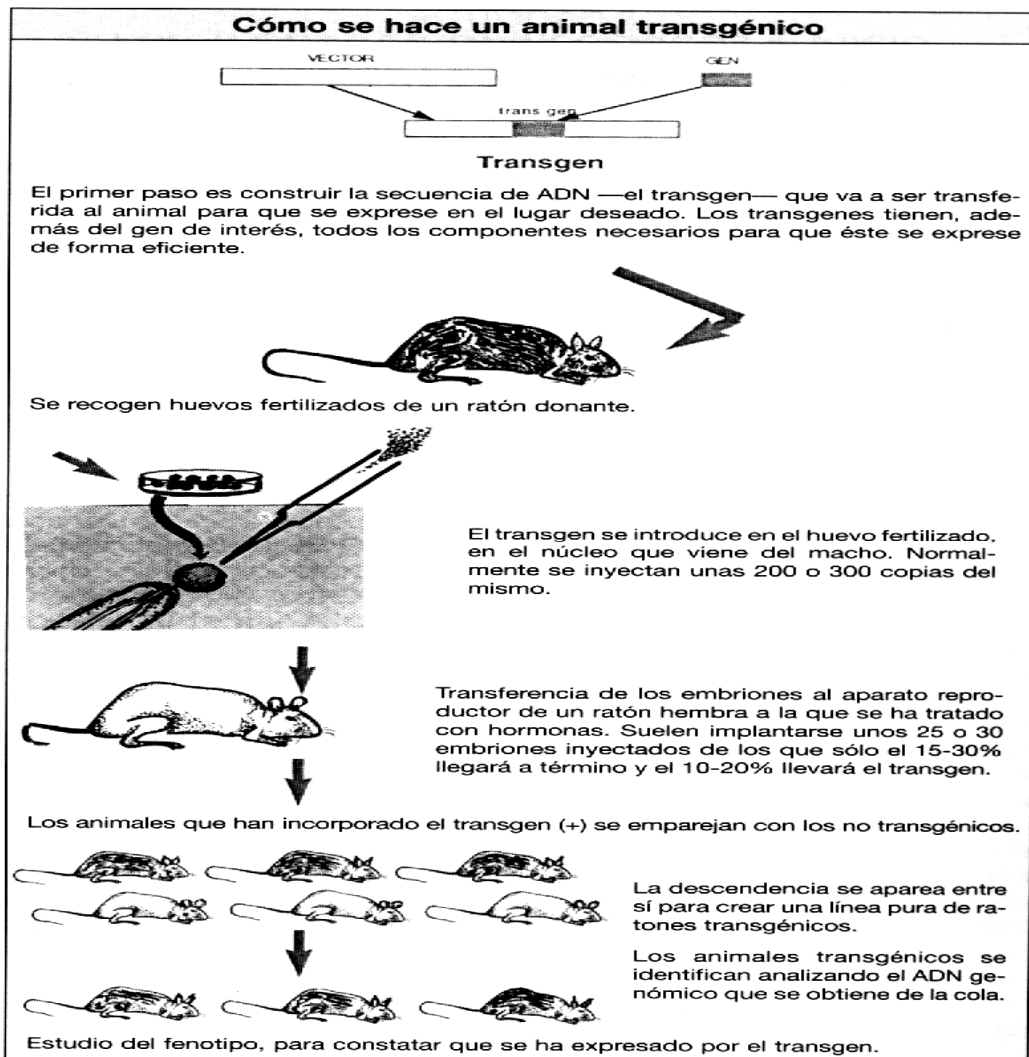 Cómo se hace un animal transgénico
VECTOR
GEN
trans gen
Transgen
El primer paso es construir la secuencia de ADN —el transgen— que va a ser transfe-
rida al animal para que se exprese en el lugar deseado. Los transgenes tienen, ade-
más del gen de interés, todos los componentes necesarios para que éste se exprese
de forma eficiente.
Se recogen huevos fertilizados de un ratón donante.
El transgen se introduce en el huevo fertilizado,
en el núcleo que viene del macho. Normal-
mente se inyectan unas 200 o 300 copias del
mismo.
Transferencia de los embriones al aparato repro-
ductor de un ratón hembra a la que se ha tratado
con hormonas. Suelen implantarse unos 25 o 30
embriones inyectados de los que sólo el 15-30%
llegará a término y el 10-20% llevará el transgen.
Los animales que han incorporado el transgen (+) se emparejan con los no transgénicos.
La descendencia se aparea entre
sí para crear una línea pura de ra-
tones transgénicos.
Los animales transgénicos se
identifican analizando el ADN ge-
nómico que se obtiene de la cola.
Estudio del fenotipo, para constatar que se ha expresado por el transgen.